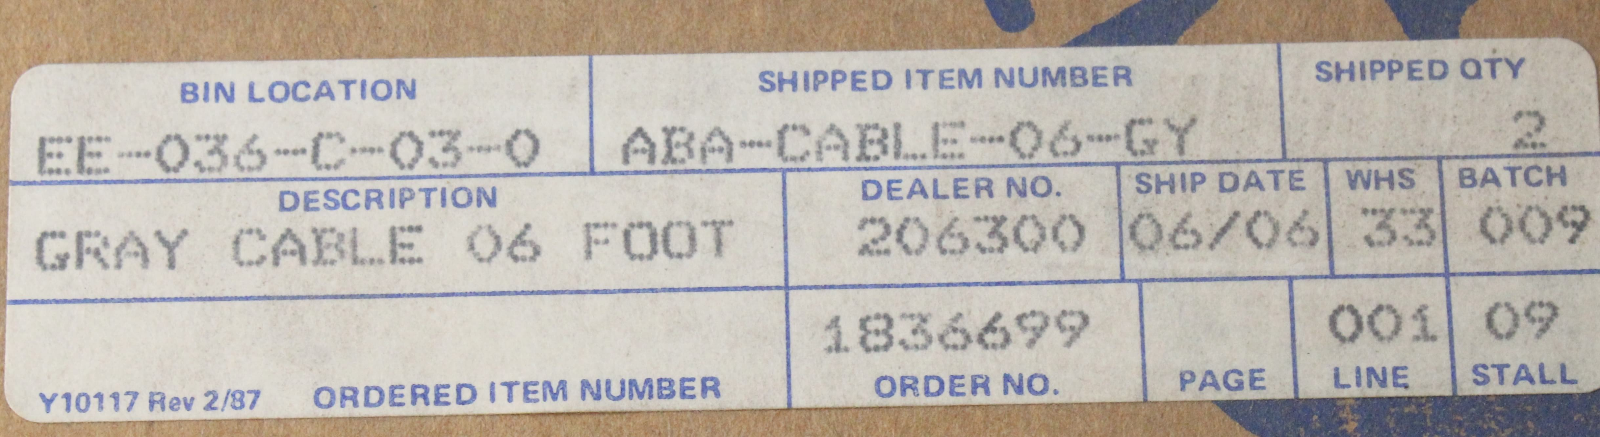 BIN LOCATION SHIPPED ITEM NUMBER SHIPPED QTY
EE-036-C-03-0 ABA-CABLE-06-GY 2
DESCRIPTION DEALER NO. SHIP DATE WHS BATCH
GRAY CABLE 06 FOOT 206300 06/06 33 009
1836699 001 09
Y10117 Rev 2/87 ORDERED ITEM NUMBER ORDER NO. PAGE LINE STALL